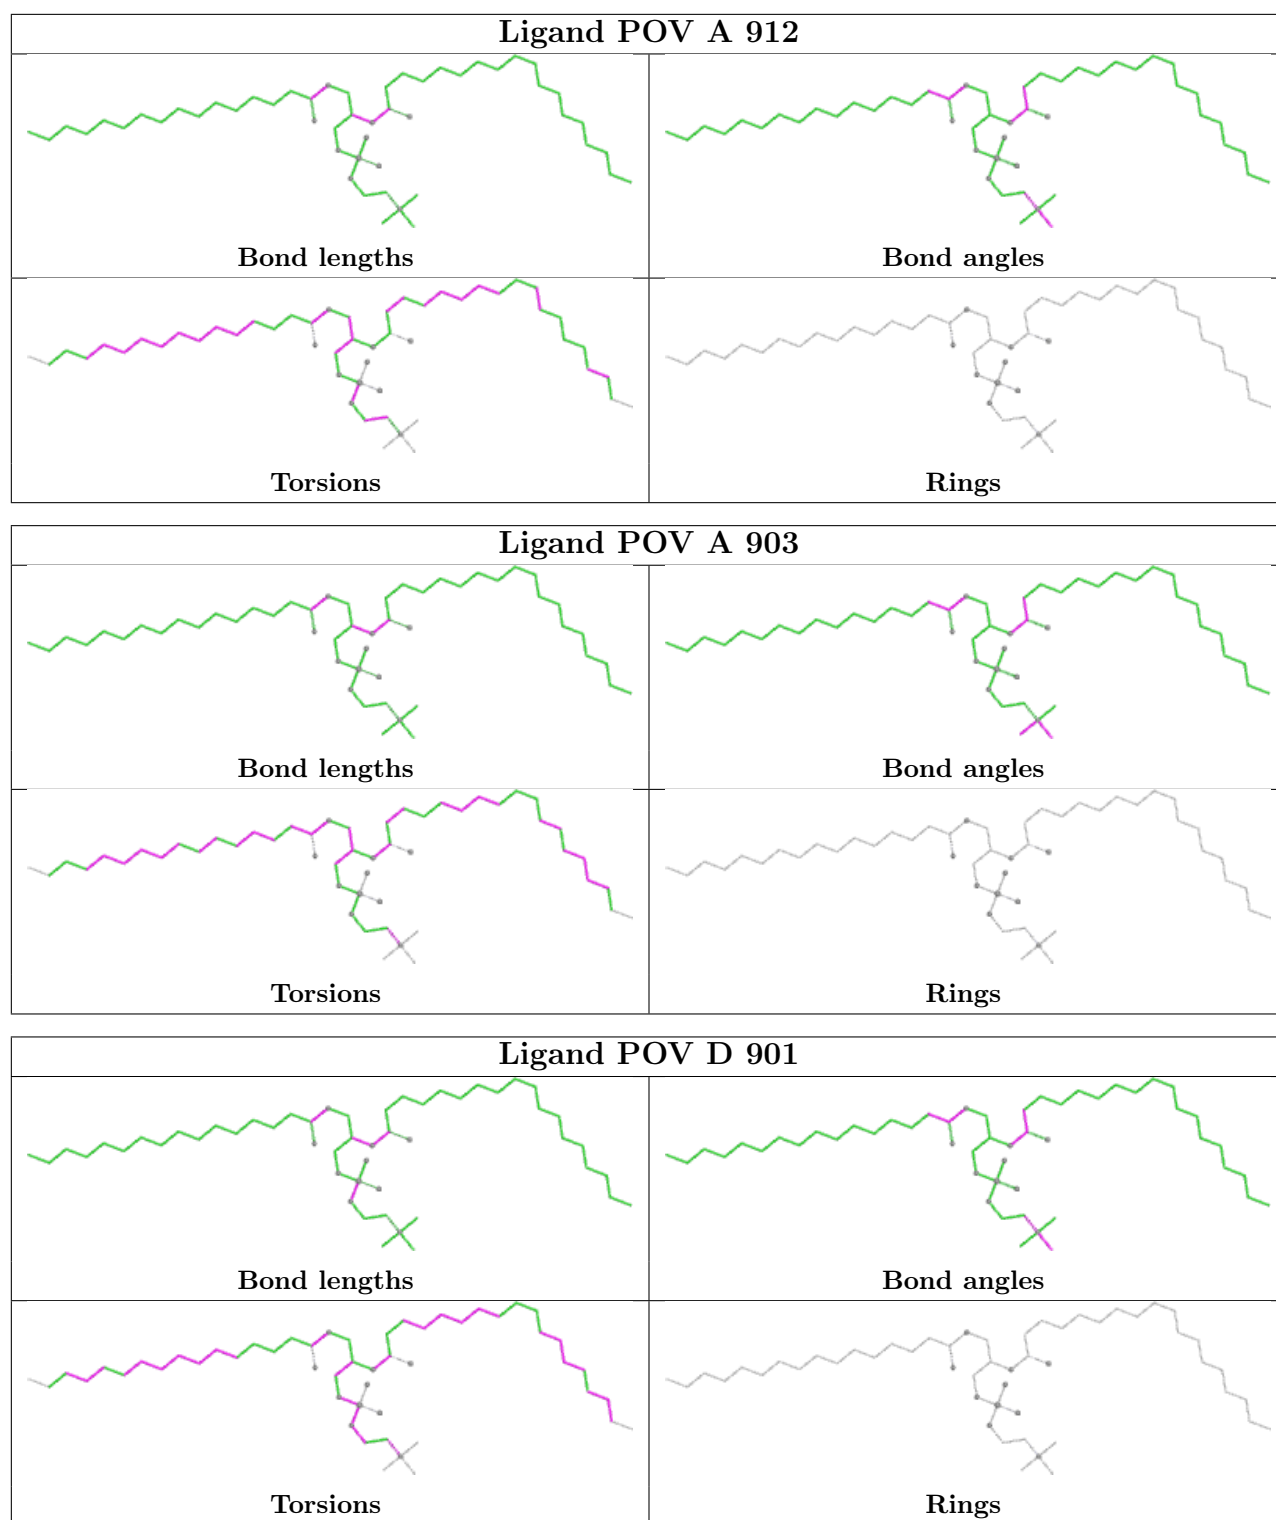 Ligand POV A 912
Bond lengths
Bond angles
Torsions
Rings
Ligand POV A 903
Bond lengths
Bond angles
Torsions
Rings
Ligand POV D 901
Bond lengths
Bond angles
Torsions
Rings